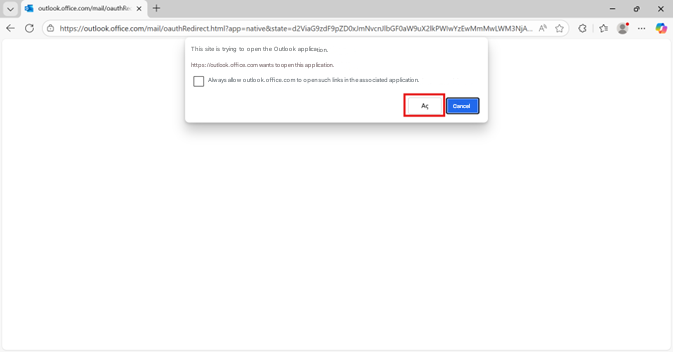 outlook.office.com/mail/oauthRe
https://outlook.office.com/mail/oauthRedirect.html?app=native&state=d2ViaG9zdF9pZD0xJmNvcnJlbGF0aW9uX2lkPWIwYzEwMmMwLWM3NjA...
This site is trying to open the Outlook application.
https://outlook.office.com wants to open this application.
Always allow outlook.office.com to open such links in the associated application.
Aç
Cancel